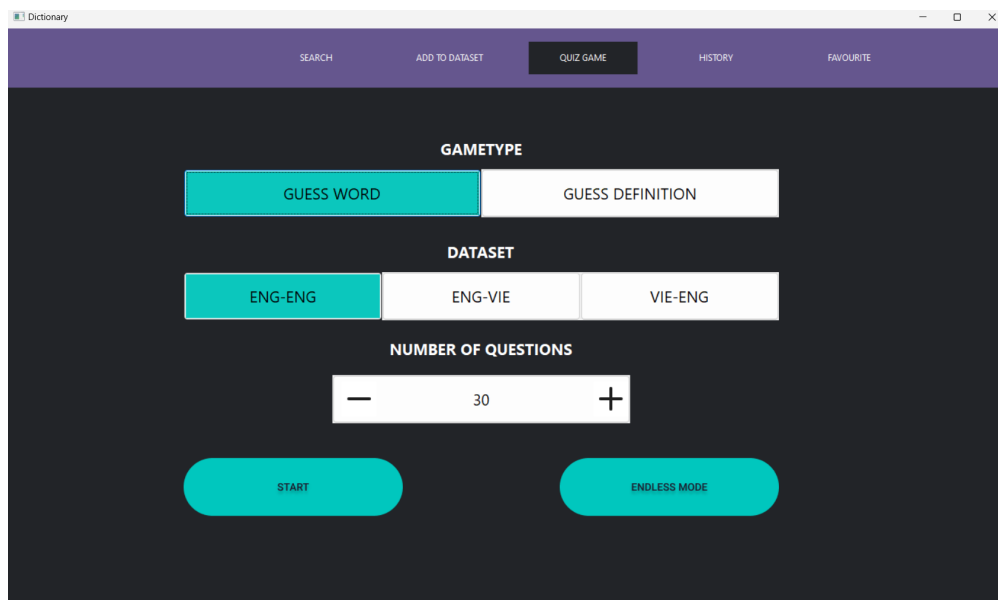 Dictionary
SEARCH ADD TO DATASET QUIZ GAME HISTORY FAVOURITE
GAMETYPE
GUESS WORD GUESS DEFINITION
DATASET
ENG-ENG ENG-VIE VIE-ENG
NUMBER OF QUESTIONS
30
START ENDLESS MODE